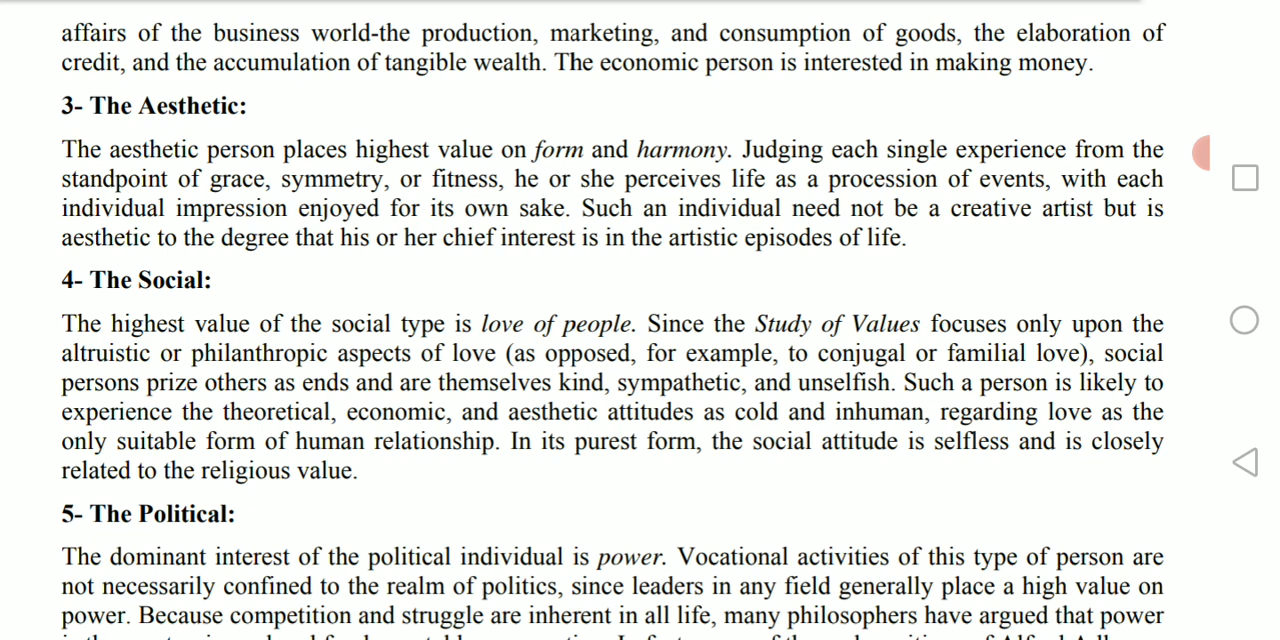 affairs of the business world-the production, marketing, and consumption of goods, the elaboration of
credit, and the accumulation of tangible wealth. The economic person is interested in making money.
3- The Aesthetic:
The aesthetic person places highest value on form and harmony. Judging each single experience from the
standpoint of grace, symmetry, or fitness, he or she perceives life as a procession of events, with each
individual impression enjoyed for its own sake. Such an individual need not be a creative artist but is
aesthetic to the degree that his or her chief interest is in the artistic episodes of life.
4- The Social:
The highest value of the social type is love of people. Since the Study of Values focuses only upon the
altruistic or philanthropic aspects of love (as opposed, for example, to conjugal or familial love), social
persons prize others as ends and are themselves kind, sympathetic, and unselfish. Such a person is likely to
experience the theoretical, economic, and aesthetic attitudes as cold and inhuman, regarding love as the
only suitable form of human relationship. In its purest form, the social attitude is selfless and is closely
related to the religious value.
5- The Political:
The dominant interest of the political individual is power. Vocational activities of this type of person are
not necessarily confined to the realm of politics, since leaders in any field generally place a high value on
power. Because competition and struggle are inherent in all life, many philosophers have argued that power